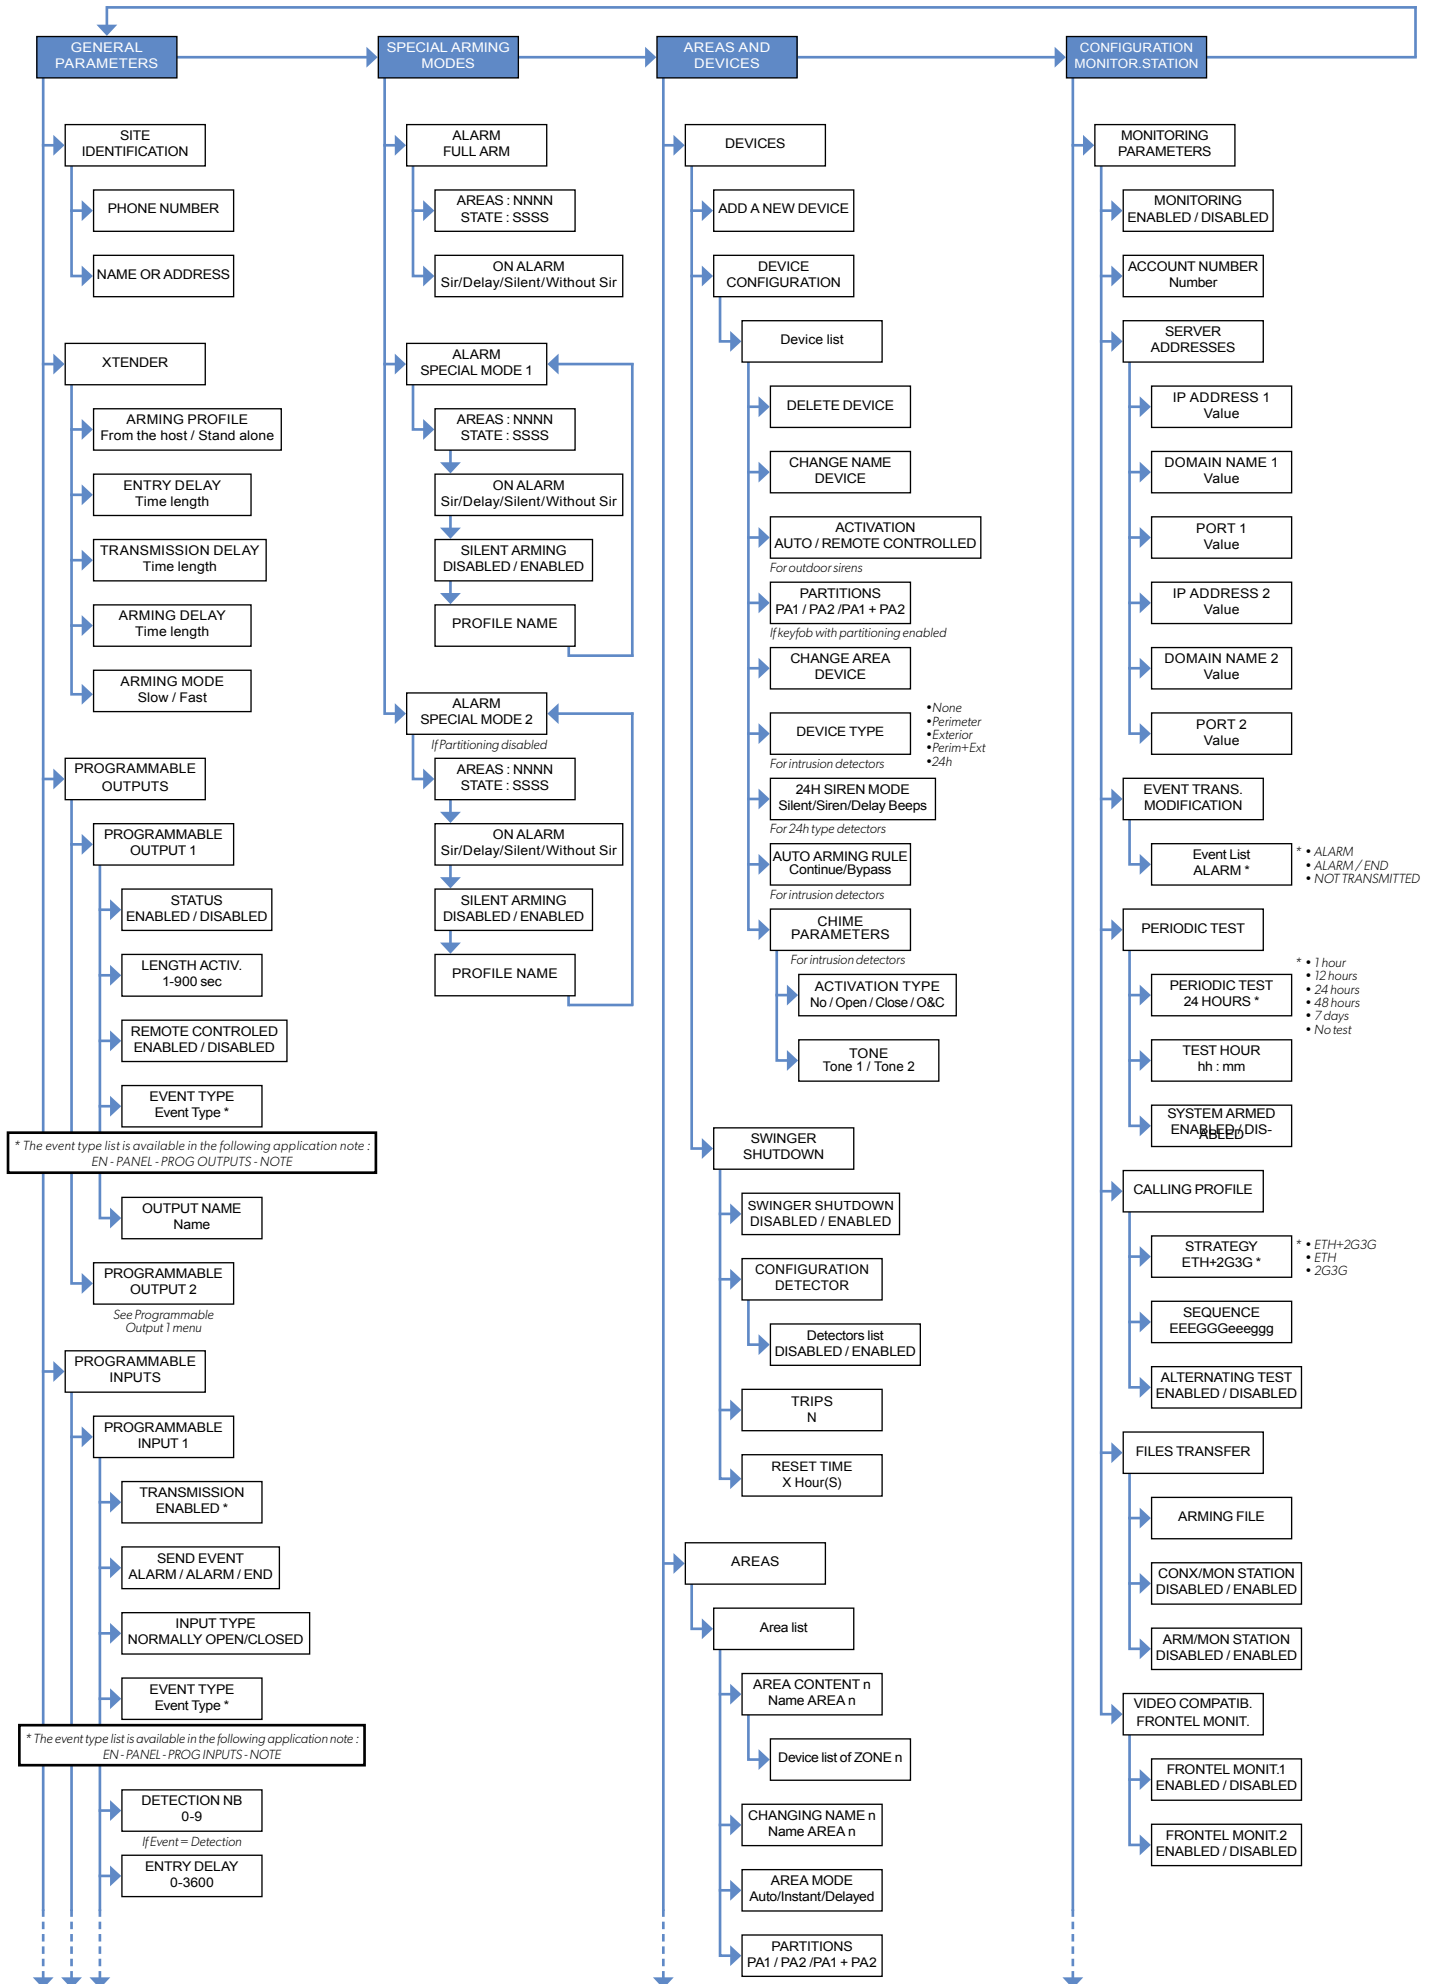 GENERAL
PARAMETERS
SITE
IDENTIFICATION
PHONE NUMBER
NAME OR ADDRESS
XTENDER
ARMING PROFILE
From the host / Stand alone
ENTRY DELAY
Time length
TRANSMISSION DELAY
Time length
ARMING DELAY
Time length
ARMING MODE
Slow / Fast
PROGRAMMABLE
OUTPUTS
PROGRAMMABLE
OUTPUT 1
STATUS
ENABLED / DISABLED
LENGTH ACTIV.
1-900 sec
REMOTE CONTROLED
ENABLED / DISABLED
EVENT TYPE
Event Type *
* The event type list is available in the following application note :
EN - PANEL - PROG OUTPUTS - NOTE
OUTPUT NAME
Name
PROGRAMMABLE
OUTPUT 2
See Programmable
Output 1 menu
PROGRAMMABLE
INPUTS
PROGRAMMABLE
INPUT 1
TRANSMISSION
ENABLED *
SEND EVENT
ALARM / ALARM / END
INPUT TYPE
NORMALLY OPEN/CLOSED
EVENT TYPE
Event Type *
* The event type list is available in the following application note :
EN - PANEL - PROG INPUTS - NOTE
DETECTION NB
0-9
If Event = Detection
ENTRY DELAY
0-3600
SPECIAL ARMING
MODES
ALARM
FULL ARM
AREAS : NNNN
STATE : SSSS
ON ALARM
Sir/Delay/Silent/Without Sir
ALARM
SPECIAL MODE 1
AREAS : NNNN
STATE : SSSS
ON ALARM
Sir/Delay/Silent/Without Sir
SILENT ARMING
DISABLED / ENABLED
PROFILE NAME
ALARM
SPECIAL MODE 2
If Partitioning disabled
AREAS : NNNN
STATE : SSSS
ON ALARM
Sir/Delay/Silent/Without Sir
SILENT ARMING
DISABLED / ENABLED
PROFILE NAME
AREAS AND
DEVICES
DEVICES
ADD A NEW DEVICE
DEVICE
CONFIGURATION
Device list
DELETE DEVICE
CHANGE NAME
DEVICE
ACTIVATION
AUTO / REMOTE CONTROLLED
For outdoor sirens
PARTITIONS
PA1 / PA2 /PA1 + PA2
If keyfob with partitioning enabled
CHANGE AREA
DEVICE
DEVICE TYPE
•None
•Perimeter
•Exterior
•Perim+Ext
•24h
For intrusion detectors
24H SIREN MODE
Silent/Siren/Delay Beeps
For 24h type detectors
AUTO ARMING RULE
Continue/Bypass
For intrusion detectors
CHIME
PARAMETERS
For intrusion detectors
ACTIVATION TYPE
No / Open / Close / O&C
TONE
Tone 1 / Tone 2
SWINGER
SHUTDOWN
SWINGER SHUTDOWN
DISABLED / ENABLED
CONFIGURATION
DETECTOR
Detectors list
DISABLED / ENABLED
TRIPS
N
RESET TIME
X Hour(S)
AREAS
Area list
AREA CONTENT n
Name AREA n
Device list of ZONE n
CHANGING NAME n
Name AREA n
AREA MODE
Auto/Instant/Delayed
PARTITIONS
PA1 / PA2 /PA1 + PA2
CONFIGURATION
MONITOR.STATION
MONITORING
PARAMETERS
MONITORING
ENABLED / DISABLED
ACCOUNT NUMBER
Number
SERVER
ADDRESSES
IP ADDRESS 1
Value
DOMAIN NAME 1
Value
PORT 1
Value
IP ADDRESS 2
Value
DOMAIN NAME 2
Value
PORT 2
Value
EVENT TRANS.
MODIFICATION
Event List
ALARM *
* • ALARM
• ALARM / END
• NOT TRANSMITTED
PERIODIC TEST
PERIODIC TEST
24 HOURS *
* • 1 hour
• 12 hours
• 24 hours
• 48 hours
• 7 days
• No test
TEST HOUR
hh : mm
SYSTEM ARMED
ENABLED / DIS-
ABLED
CALLING PROFILE
STRATEGY
ETH+2G3G *
* • ETH+2G3G
• ETH
• 2G3G
SEQUENCE
EEEGGGeeeggg
ALTERNATING TEST
ENABLED / DISABLED
FILES TRANSFER
ARMING FILE
CONX/MON STATION
DISABLED / ENABLED
ARM/MON STATION
DISABLED / ENABLED
VIDEO COMPATIB.
FRONTEL MONIT.
FRONTEL MONIT.1
ENABLED / DISABLED
FRONTEL MONIT.2
ENABLED / DISABLED